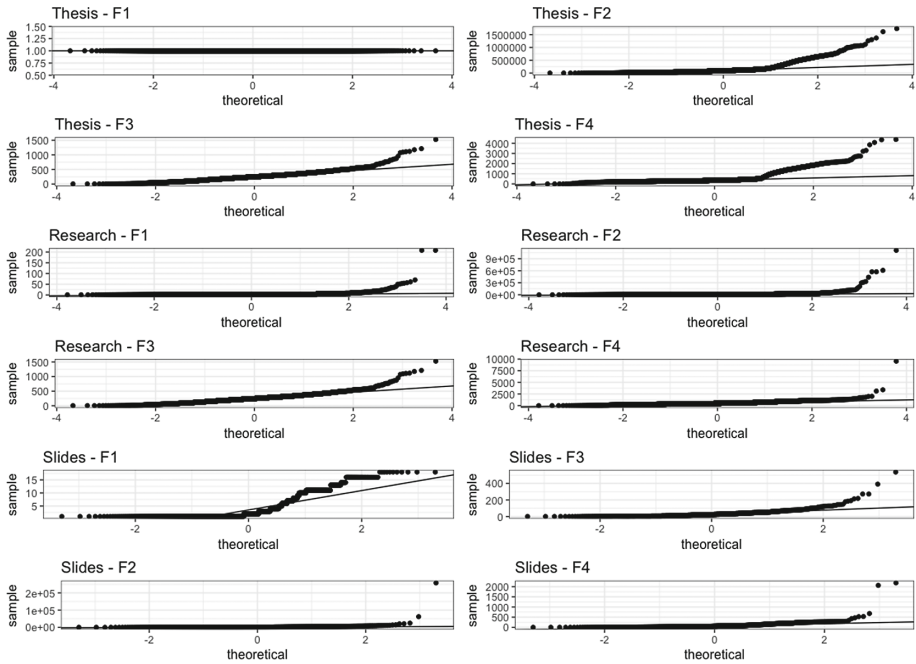 Thesis - F1
1.50
1.25
1.00
0.75
0.50
sample
-4
-2
0
2
4
theoretical
Thesis - F2
1500000
1000000
500000
0
sample
-4
-2
0
2
4
theoretical
Thesis - F3
1500
1000
500
0
sample
-4
-2
0
2
4
theoretical
Thesis - F4
4000
3000
2000
1000
0
sample
-4
-2
0
2
4
theoretical
Research - F1
200
150
100
50
0
sample
-4
-2
0
2
4
theoretical
Research - F2
9e+05
6e+05
3e+05
0e+00
sample
-4
-2
0
2
4
theoretical
Research - F3
1500
1000
500
0
sample
-4
-2
0
2
4
theoretical
Research - F4
10000
7500
5000
2500
0
sample
-4
-2
0
2
4
theoretical
Slides - F1
15
10
5
sample
-2
0
2
theoretical
Slides - F3
400
200
0
sample
-2
0
2
theoretical
Slides - F2
2e+05
1e+05
0e+00
sample
-2
0
2
theoretical
Slides - F4
2000
1500
1000
500
0
sample
-2
0
2
theoretical